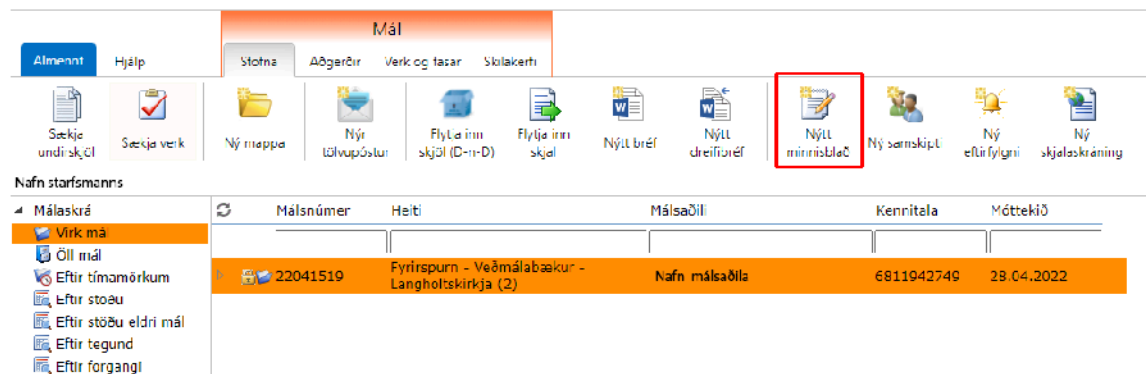 Mál
Almennt Hjálp Stofna Aðgerðir Verk og fasar Skilakerfi
Sækja undirskjöl
Sækja verk
Ný mappa
Nýr tölvupóstur
Flytja inn skjöl (D-n-D)
Flytja inn skjal
Nýtt bréf
Nýtt dreifibréf
Nýtt minnisblað
Ný samskipti
Ný eftirfylgni
Ný skjalaskráning
Nafn starfsmanns
Málaskrá
Virk mál
Öll mál
Eftir tímamörkum
Eftir stöðu
Eftir stöðu eldri mál
Eftir tegund
Eftir forgangi
Málsnúmer Heiti Málsaðili Kennitala Móttekið
22041519 Fyrirspurn - Veðmálabækur - Langholtskirkja (2) Nafn málsaðila 6811942749 28.04.2022